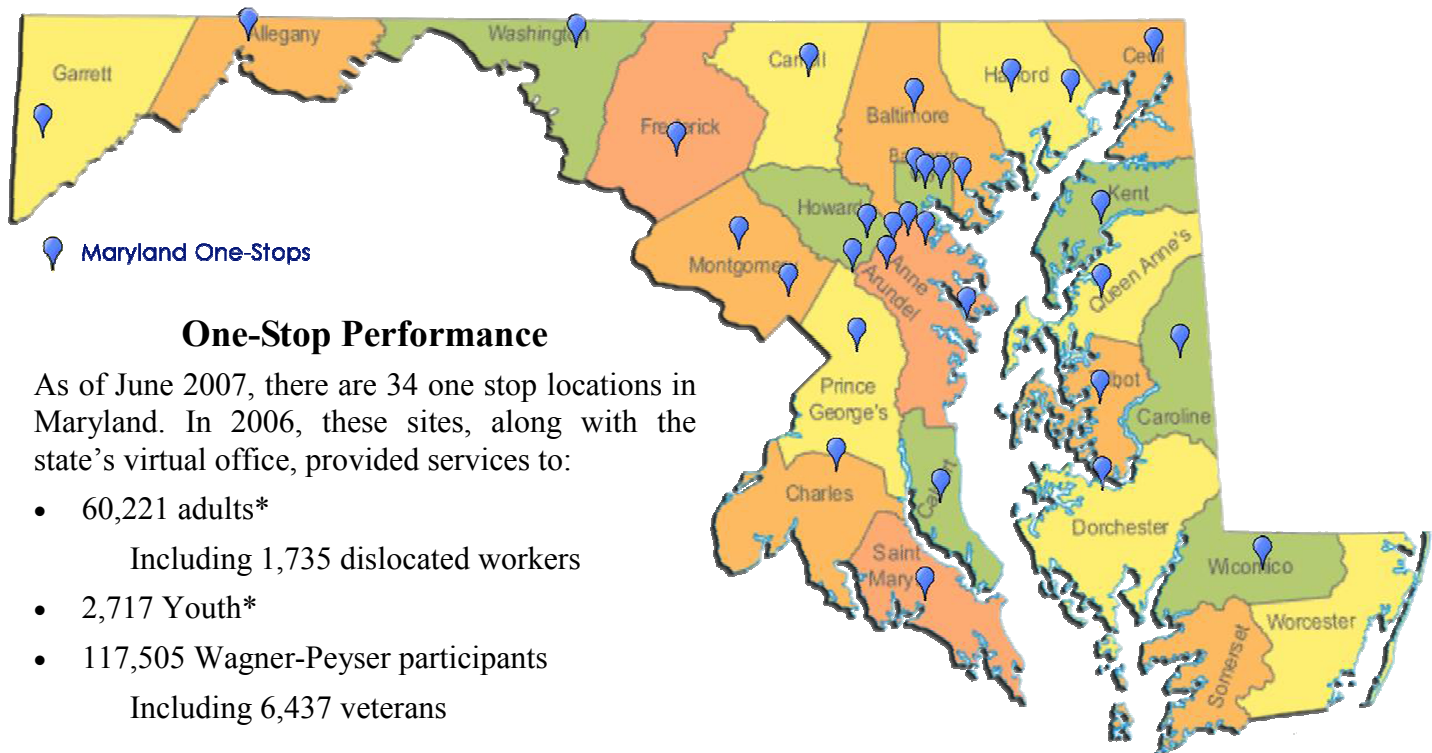 Allegany
Washington
Garrett
Carroll
Harford
Cecil
Baltimore
Frederick
Baltimore
Howard
Kent
Maryland One-Stops
Montgomery
Anne
Arundel
Queen Anne's
One-Stop Performance
As of June 2007, there are 34 one stop locations in
Maryland. In 2006, these sites, along with the
state's virtual office, provided services to:
• 60,221 adults*
Including 1,735 dislocated workers
• 2,717 Youth*
• 117,505 Wagner-Peyser participants
Including 6,437 veterans
Prince
George's
Talbot
Caroline
Charles
Calvert
Dorchester
Saint
Mary
Wicomico
Worcester
Somerset